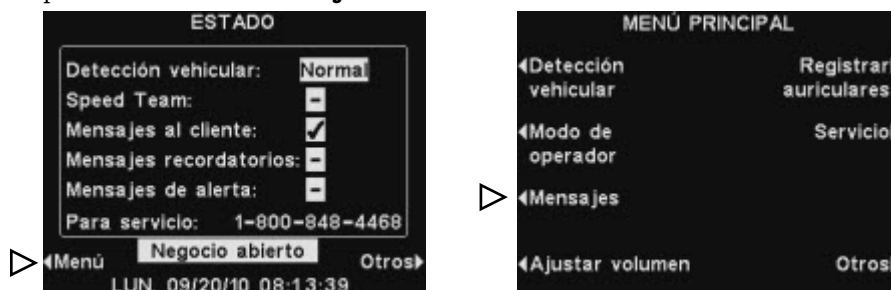 ESTADO
Detección vehicular: Normal
Speed Team: –
Mensajes al cliente: ✓
Mensajes recordatorios: –
Mensajes de alerta: –
Para servicio: 1–800–848–4468
Negocio abierto
Menú Otros
LUN 09/20/10 08:13:39
MENÚ PRINCIPAL
Detección Registrar
vehicular auriculares
Modo de Servicio
operador
Mensajes
Ajustar volumen Otros